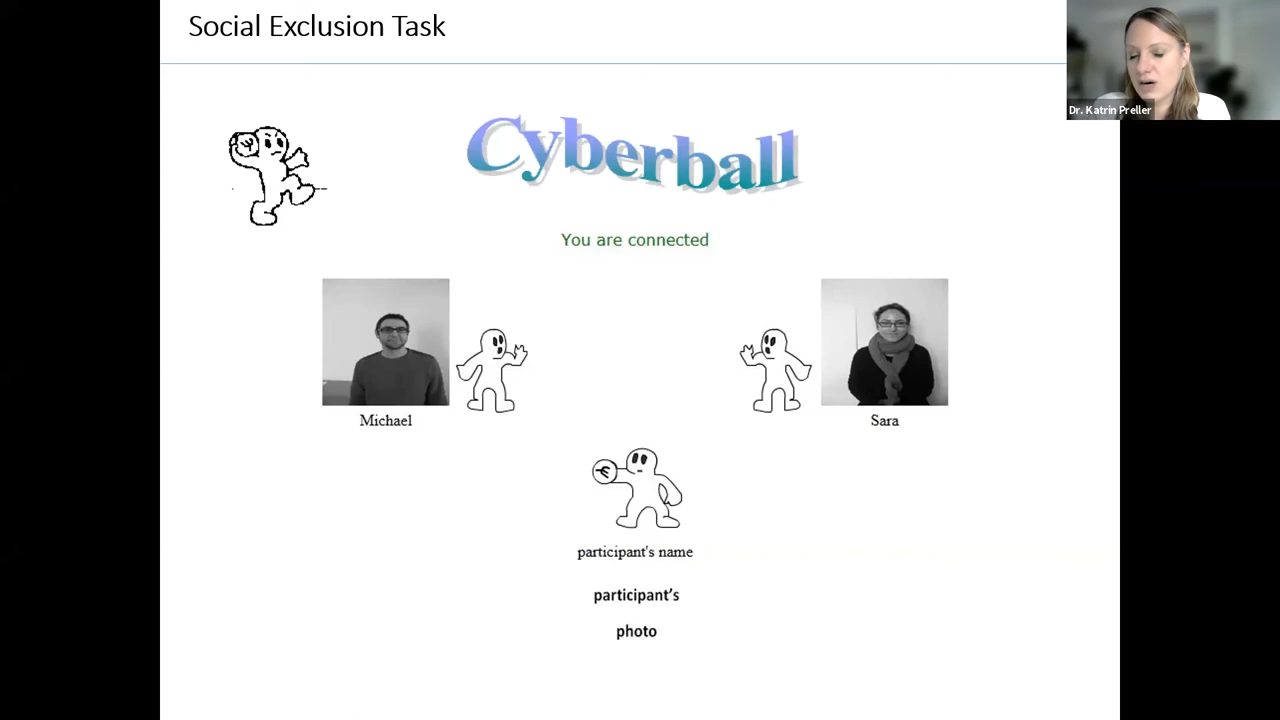 Social Exclusion Task
Dr. Katrin Preller
Cyberball
You are connected
Michael
Sara
participant's name
participant’s
photo